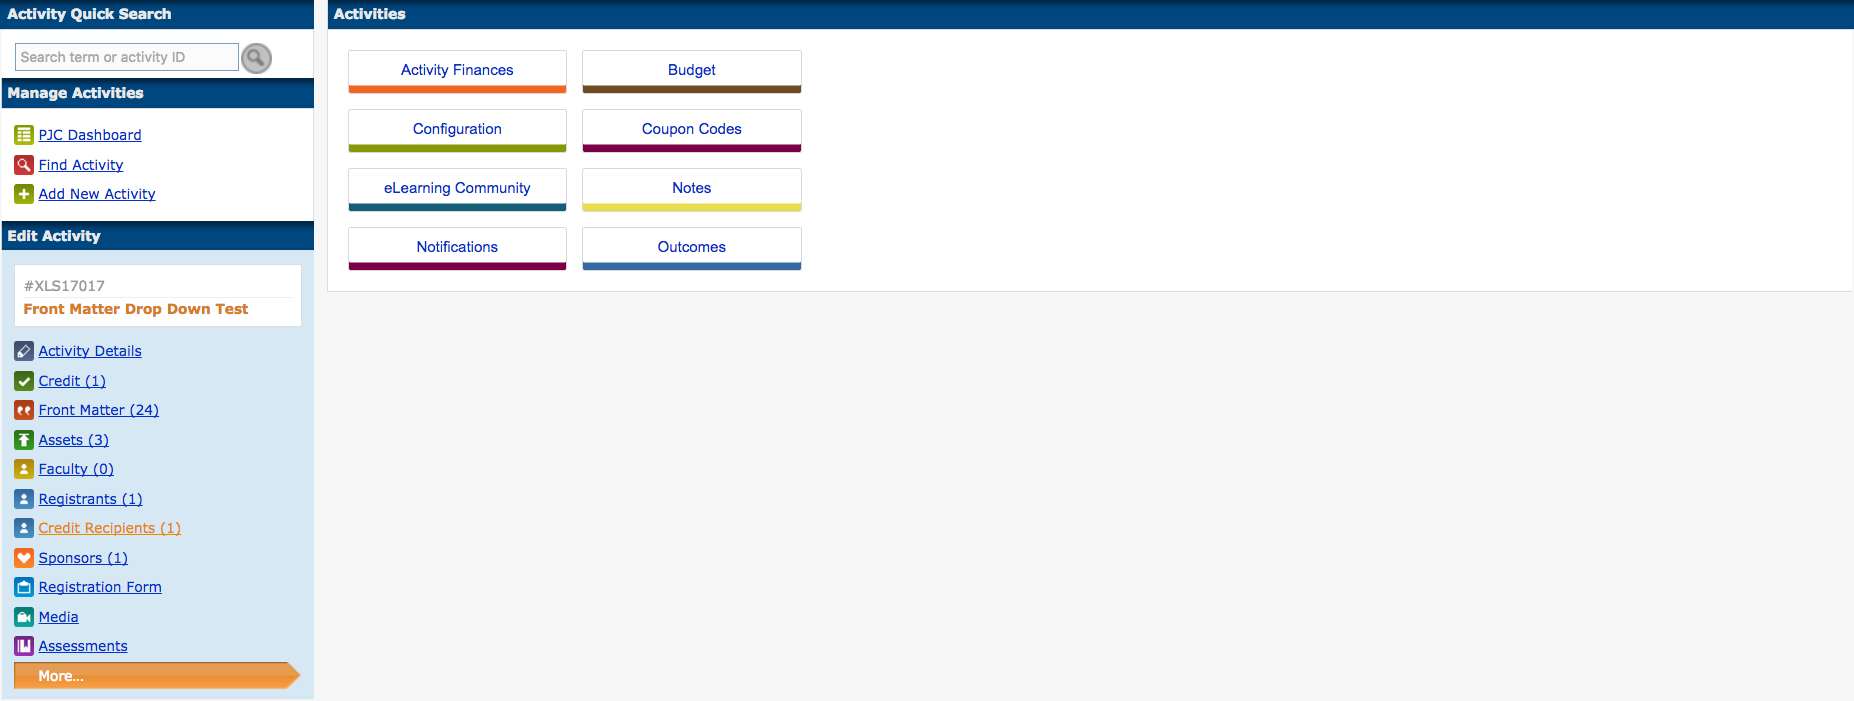 Activity Quick Search
Search term or activity ID
Manage Activities
PJC Dashboard
Find Activity
Add New Activity
Edit Activity
#XLS17017
Front Matter Drop Down Test
Activity Details
Credit (1)
Front Matter (24)
Assets (3)
Faculty (0)
Registrants (1)
Credit Recipients (1)
Sponsors (1)
Registration Form
Media
Assessments
More...
Activities
Activity Finances
Budget
Configuration
Coupon Codes
eLearning Community
Notes
Notifications
Outcomes